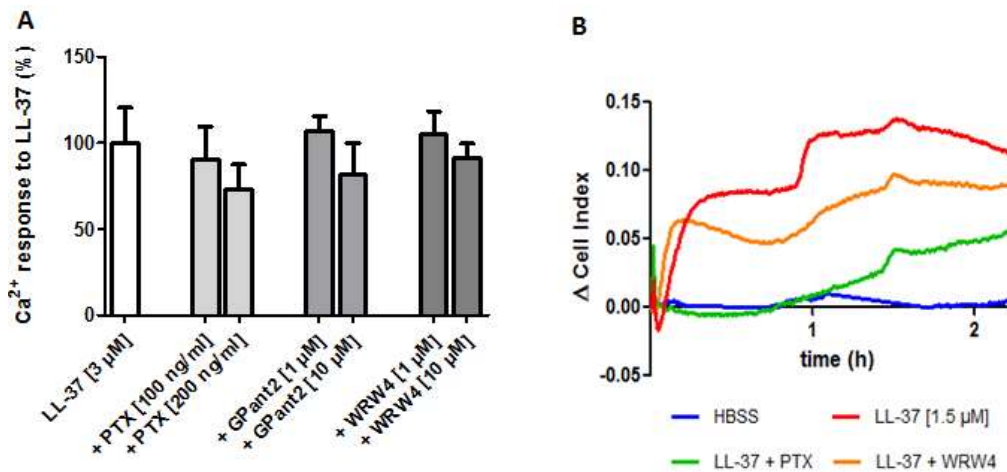 A
Ca2+ response to LL-37 (%)
150
100
50
0
LL-37 [3 µM]
+ PTX [100 ng/ml]
+ PTX [200 ng/ml]
+ GPant2 [1 µM]
+ GPant2 [10 µM]
+ WRW4 [1 µM]
+ WRW4 [10 µM]
B
Δ Cell Index
0.15
0.10
0.05
0.00
-0.05
1
2
time (h)
HBSS
LL-37 [1.5 µM]
LL-37 + PTX
LL-37 + WRW4